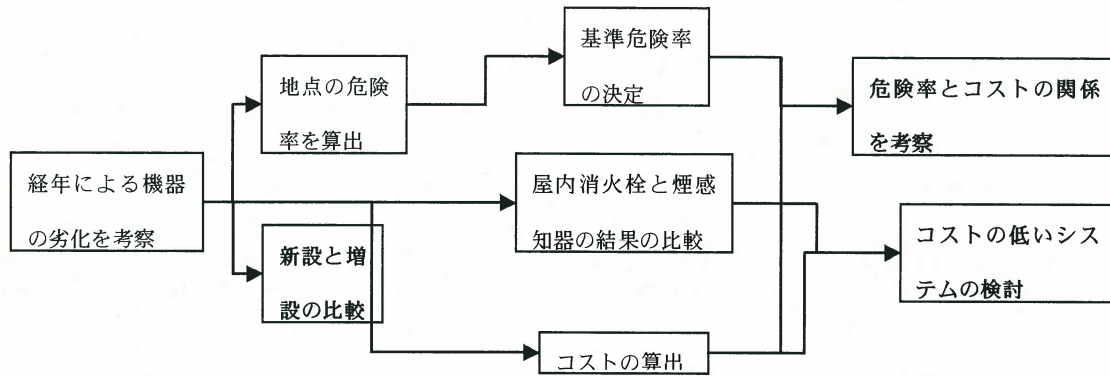 経年による機器
の劣化を考察
地点の危険
率を算出
新設と増
設の比較
基準危険率
の決定
屋内消火栓と煙感
知器の結果の比較
コストの算出
危険率とコストの関係
を考察
コストの低いシス
テムの検討